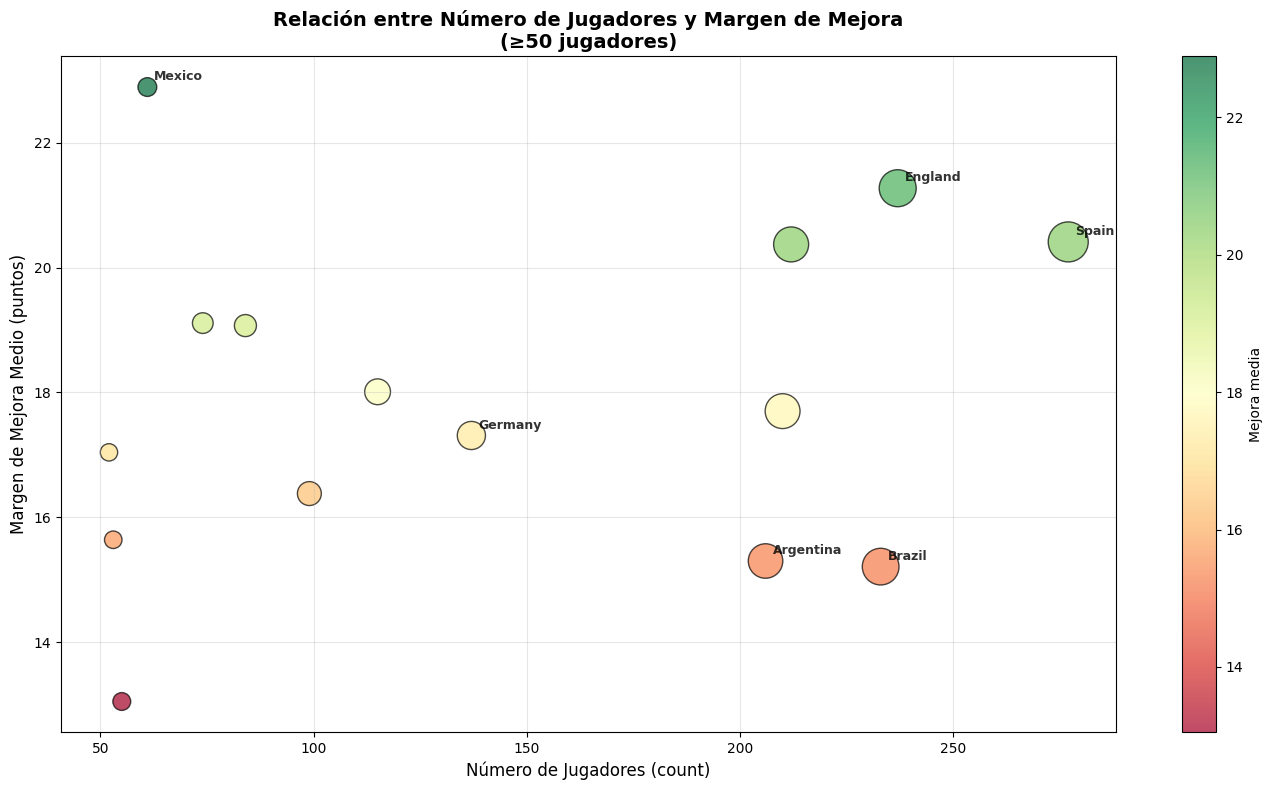 Relación entre Número de Jugadores y Margen de Mejora
(≥50 jugadores)
Mexico
England
Spain
Germany
Argentina
Brazil
22
20
18
16
14
Margen de Mejora Medio (puntos)
50
100
150
200
250
Número de Jugadores (count)
22
20
18
16
14
Mejora media